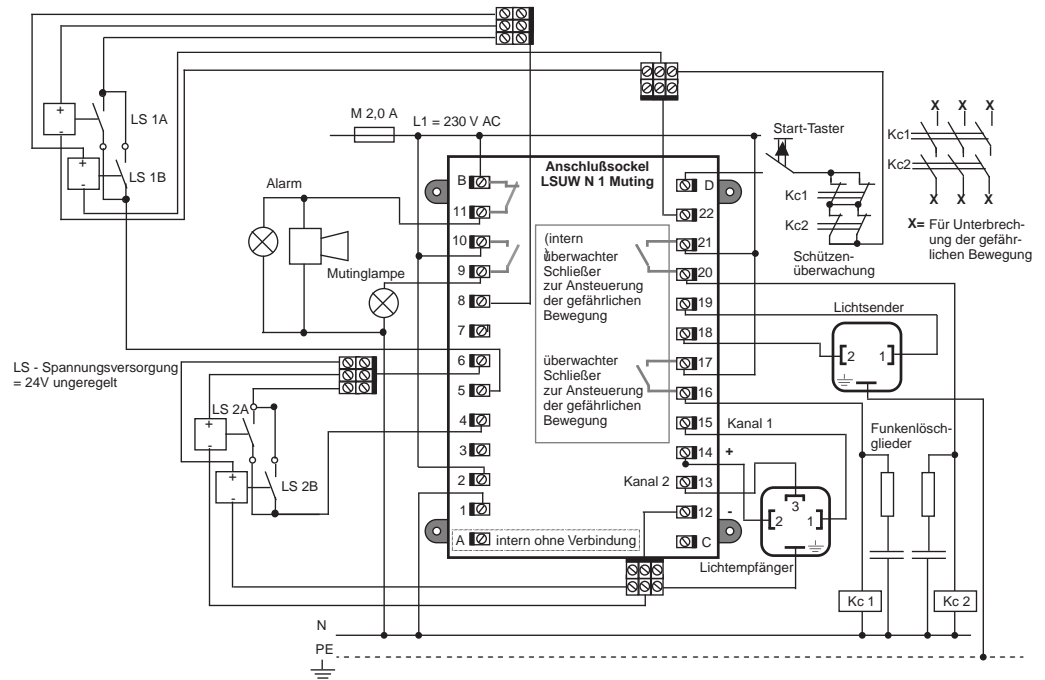 M 2,0 A
L1 = 230 V AC
LS 1A
LS 1B
+
-
+
-
Alarm
Mutinglampe
Anschlußsockel
LSUW N 1 Muting
B
11
10
9
8
7
6
5
4
3
2
1
A
intern ohne Verbindung
(intern
)
überwachter
Schließer
zur Ansteuerung
der gefährlichen
Bewegung
überwachter
Schließer
zur Ansteuerung
der gefährlichen
Bewegung
D
22
21
20
19
18
17
16
15
Kanal 1
14
+
Kanal 2
13
12
-
C
Start-Taster
Kc1
Kc2
Schützen-
überwachung
X X X
Kc1
Kc2
X X X
X= Für Unterbrech-
ung der gefähr-
lichen Bewegung
Lichtsender
2
1
LS - Spannungsversorgung
= 24V ungeregelt
LS 2A
LS 2B
+
-
+
-
Funkenlösch-
glieder
3
2
1
Lichtempfänger
Kc 1
Kc 2
N
PE